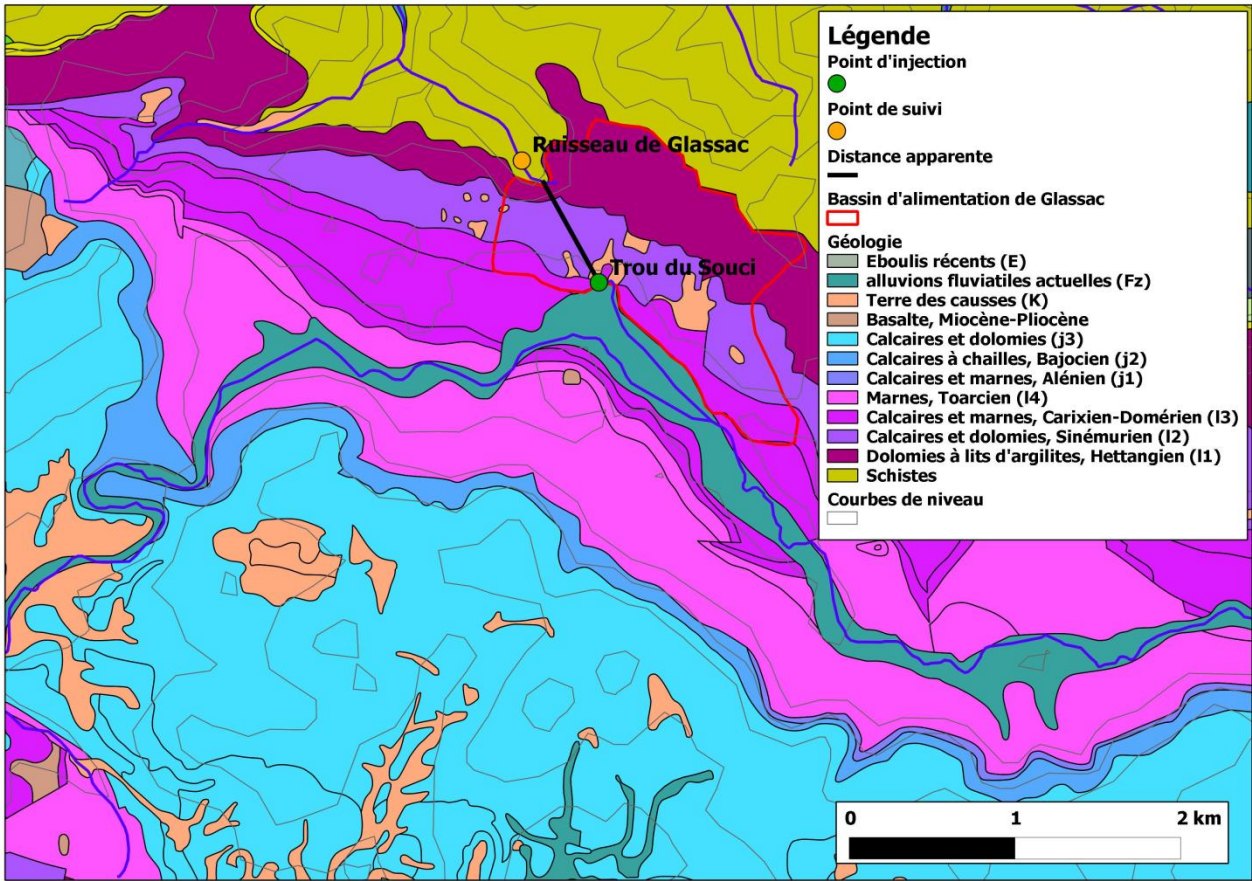 Légende
Point d'injection
Point de suivi
Distance apparente
Bassin d'alimentation de Glassac
Géologie
Eboulis récents (E)
alluvions fluviatiles actuelles (Fz)
Terre des causses (K)
Basalte, Miocène-Pliocène
Calcaires et dolomies (j3)
Calcaires à chailles, Bajocien (j2)
Calcaires et marnes, Alénien (j1)
Marnes, Toarcien (l4)
Calcaires et marnes, Carixien-Domérien (l3)
Calcaires et dolomies, Sinémurien (l2)
Dolomies à lits d'argilites, Hettangien (l1)
Schistes
Courbes de niveau
Ruisseau de Glassac
Trou du Souci
0 1 2 km